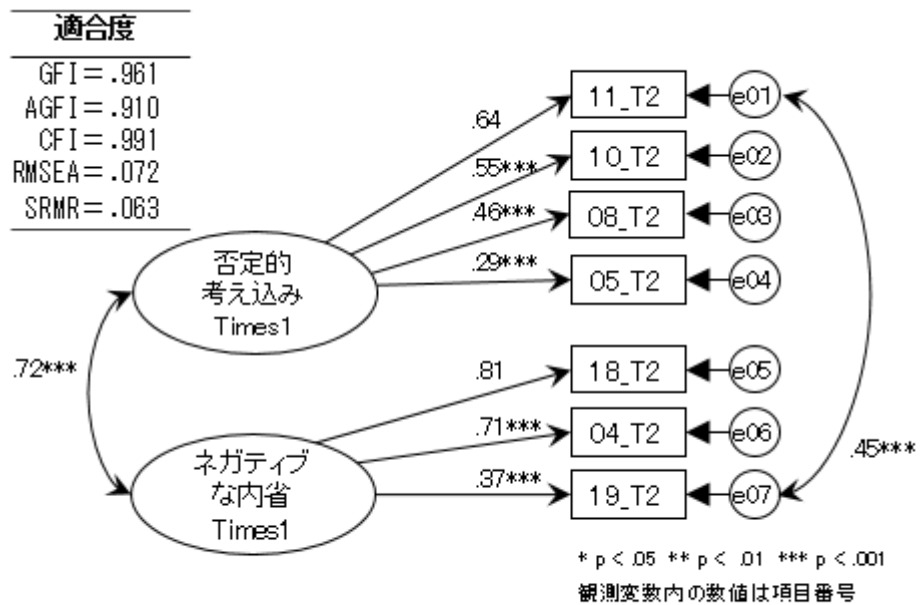 適合度
GFI=.961
AGFI=.910
CFI=.991
RMSEA=.072
SRMR=.063
11_T2
e01
.64
10_T2
e02
.55***
08_T2
e03
.46***
05_T2
e04
.29***
否定的
考え込み
Times1
.72***
18_T2
e05
.81
04_T2
e06
.71***
.45***
19_T2
e07
.37***
ネガティブ
な内省
Times1
* p < .05 ** p < .01 *** p < .001
観測変数内の数値は項目番号